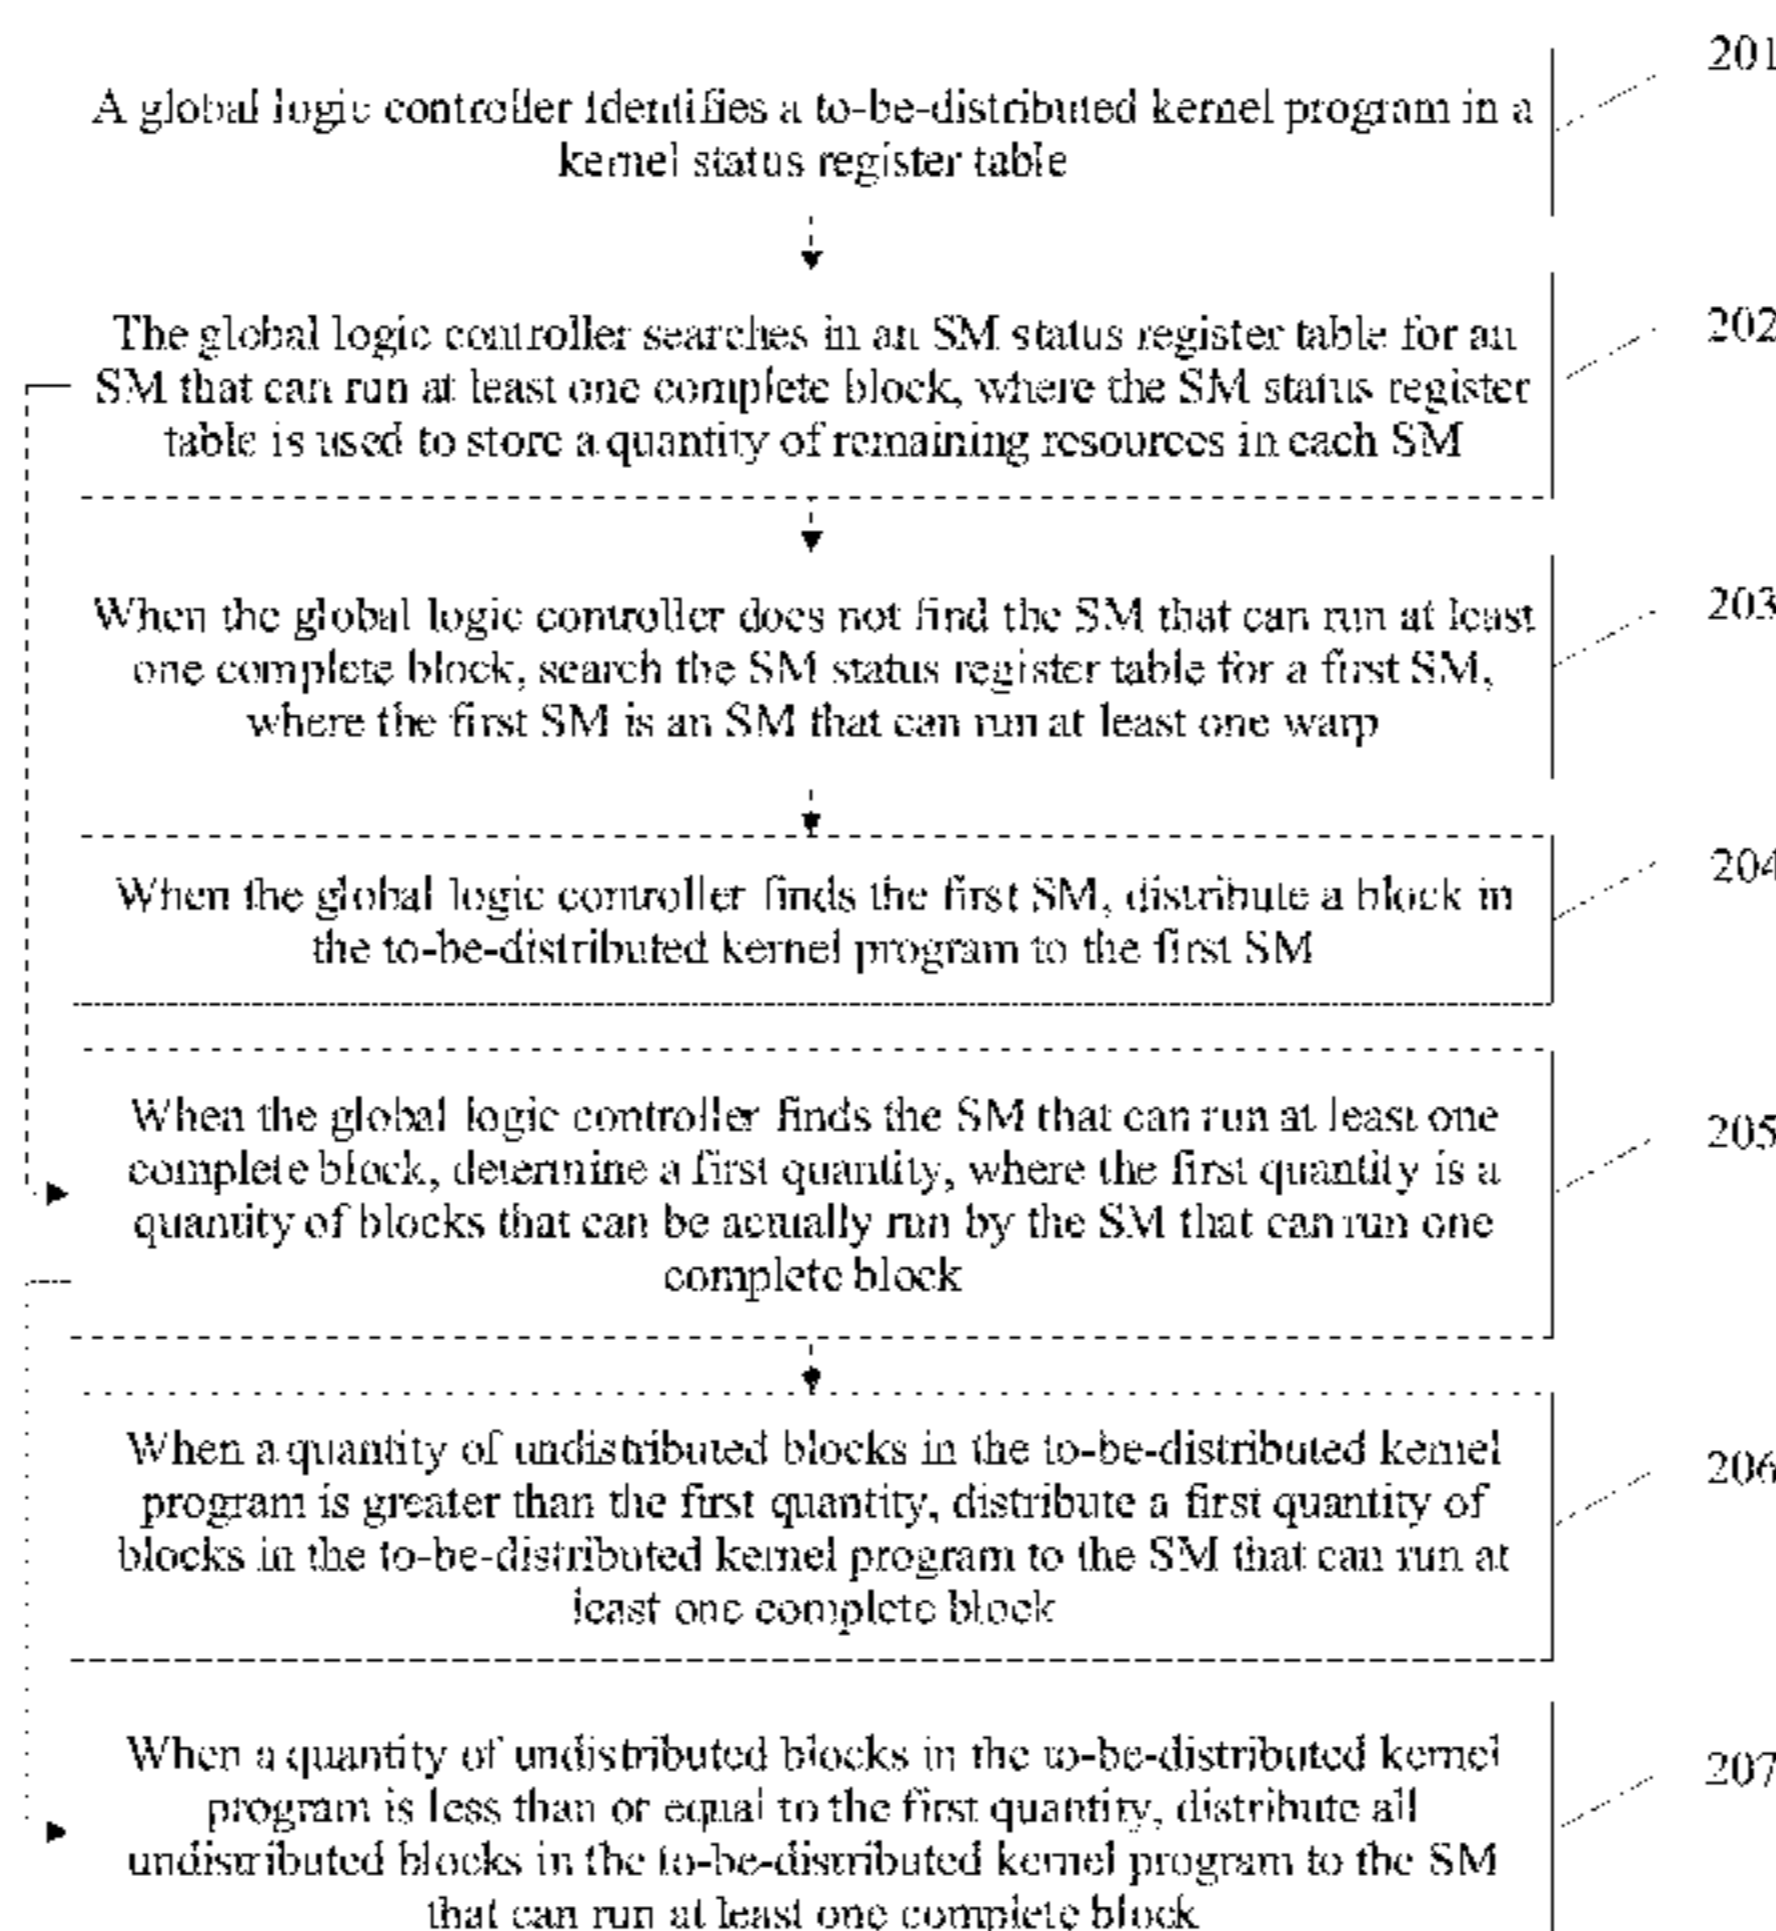 201
A global logic controller identifies a to-be-distributed kernel program in a
kernel status register table
202
The global logic controller searches in an SM status register table for an
SM that can run at least one complete block, where the SM status register
table is used to store a quantity of remaining resources in each SM
203
When the global logic controller does not find the SM that can run at least
one complete block, search the SM status register table for a first SM,
where the first SM is an SM that can run at least one warp
204
When the global logic controller finds the first SM, distribute a block in
the to-be-distributed kernel program to the first SM
205
When the global logic controller finds the SM that can run at least one
complete block, determine a first quantity, where the first quantity is a
quantity of blocks that can be actually run by the SM that can run one
complete block
206
When a quantity of undistributed blocks in the to-be-distributed kernel
program is greater than the first quantity, distribute a first quantity of
blocks in the to-be-distributed kernel program to the SM that can run at
least one complete block
207
When a quantity of undistributed blocks in the to-be-distributed kernel
program is less than or equal to the first quantity, distribute all
undistributed blocks in the to-be-distributed kernel program to the SM
that can run at least one complete block